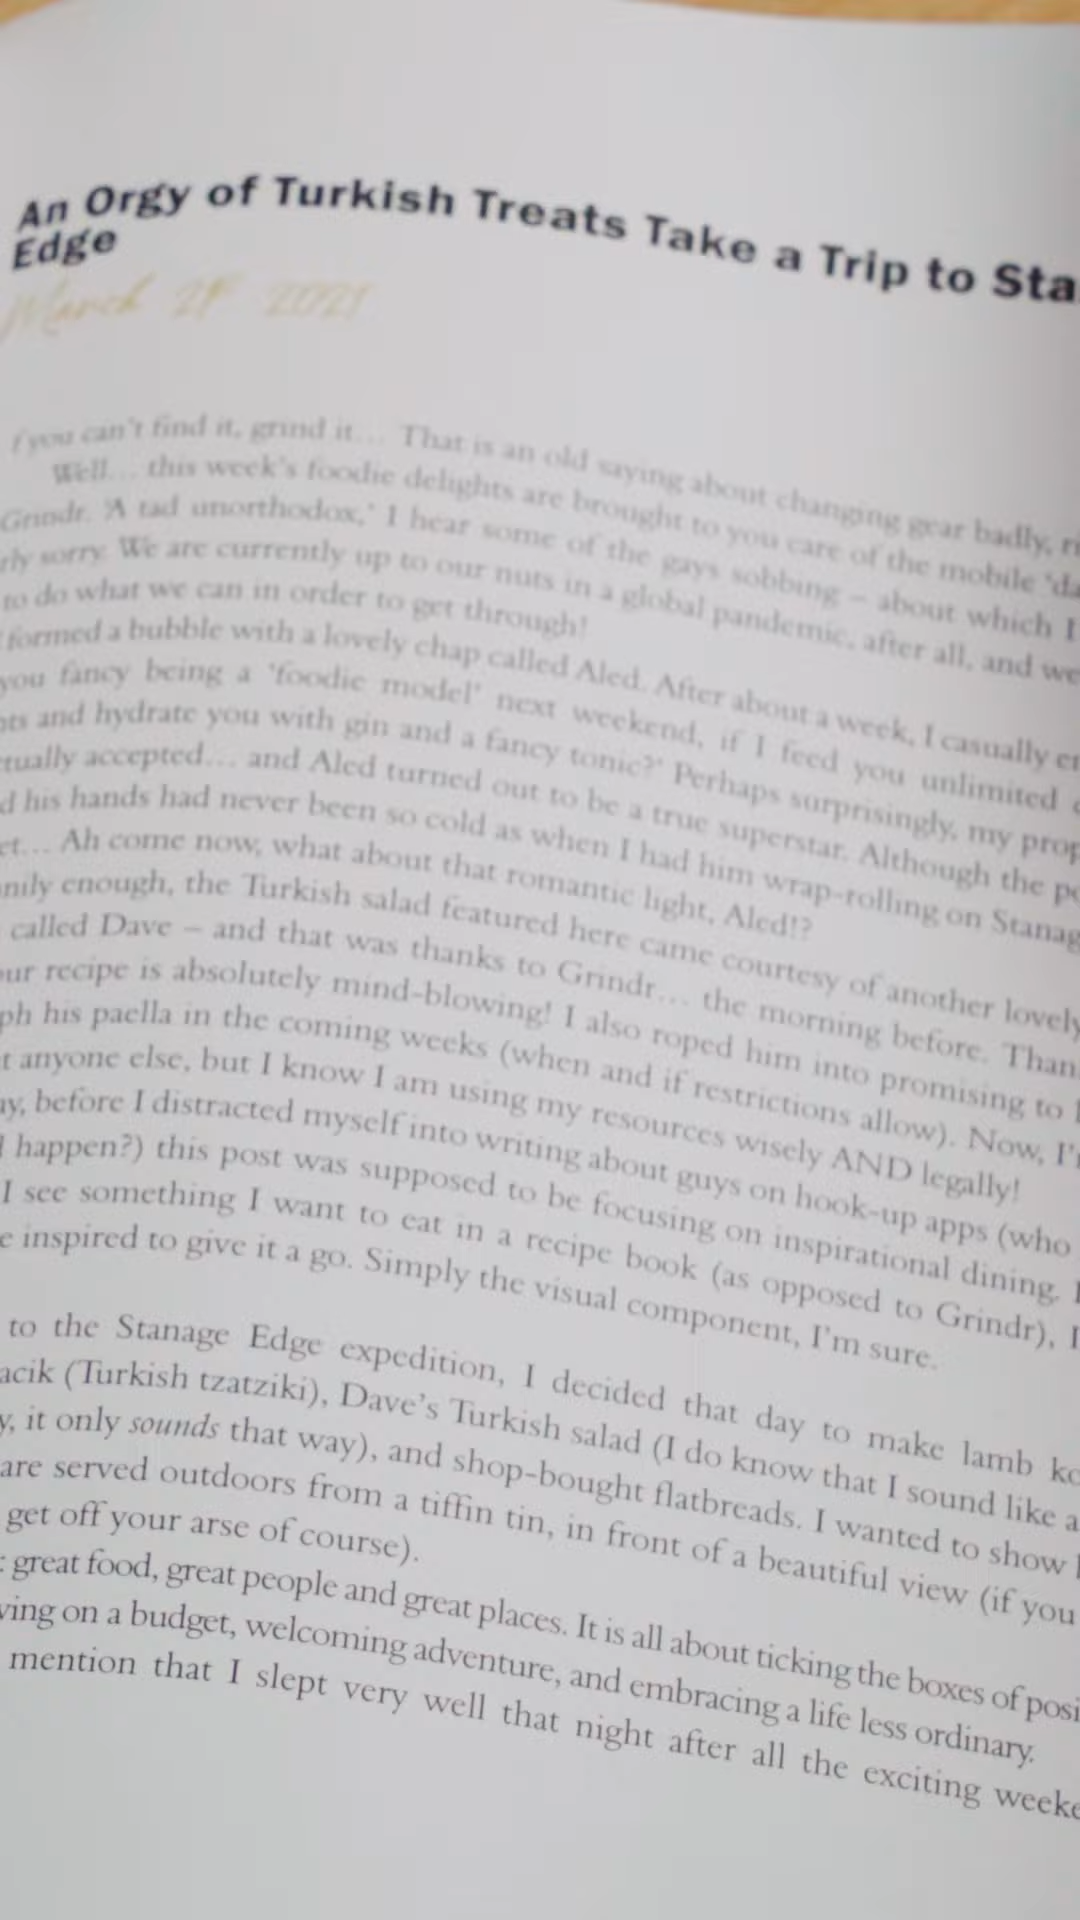 An Orgy of Turkish Treats Take a Trip to Sta
Edge
March 2021
f you can't find it, grind it... That is an old saying about changing gear badly, ri
Well... this week's foodie delights are brought to you care of the mobile 'da
Grindr. 'A tad unorthodox,' I hear some of the gays sobbing – about which I
rly sorry. We are currently up to our nuts in a global pandemic, after all, and we
to do what we can in order to get through!
formed a bubble with a lovely chap called Aled. After about a week, I casually en
you fancy being a 'foodie model' next weekend, if I feed you unlimited
ts and hydrate you with gin and a fancy tonic?' Perhaps surprisingly, my prop
tually accepted... and Aled turned out to be a true superstar. Although the po
d his hands had never been so cold as when I had him wrap-rolling on Stanag
et... Ah come now, what about that romantic light, Aled!?
nily enough, the Turkish salad featured here came courtesy of another lovely
called Dave – and that was thanks to Grindr... the morning before. Than
ur recipe is absolutely mind-blowing! I also roped him into promising to
ph his paella in the coming weeks (when and if restrictions allow). Now, I'
t anyone else, but I know I am using my resources wisely AND legally!
ay, before I distracted myself into writing about guys on hook-up apps (who
happen?) this post was supposed to be focusing on inspirational dining. I
I see something I want to eat in a recipe book (as opposed to Grindr), I
e inspired to give it a go. Simply the visual component, I'm sure.
to the Stanage Edge expedition, I decided that day to make lamb ko
acik (Turkish tzatziki), Dave's Turkish salad (I do know that I sound like a
y, it only sounds that way), and shop-bought flatbreads. I wanted to show
are served outdoors from a tiffin tin, in front of a beautiful view (if you
get off your arse of course).
: great food, great people and great places. It is all about ticking the boxes of posi
ving on a budget, welcoming adventure, and embracing a life less ordinary.
mention that I slept very well that night after all the exciting weeke